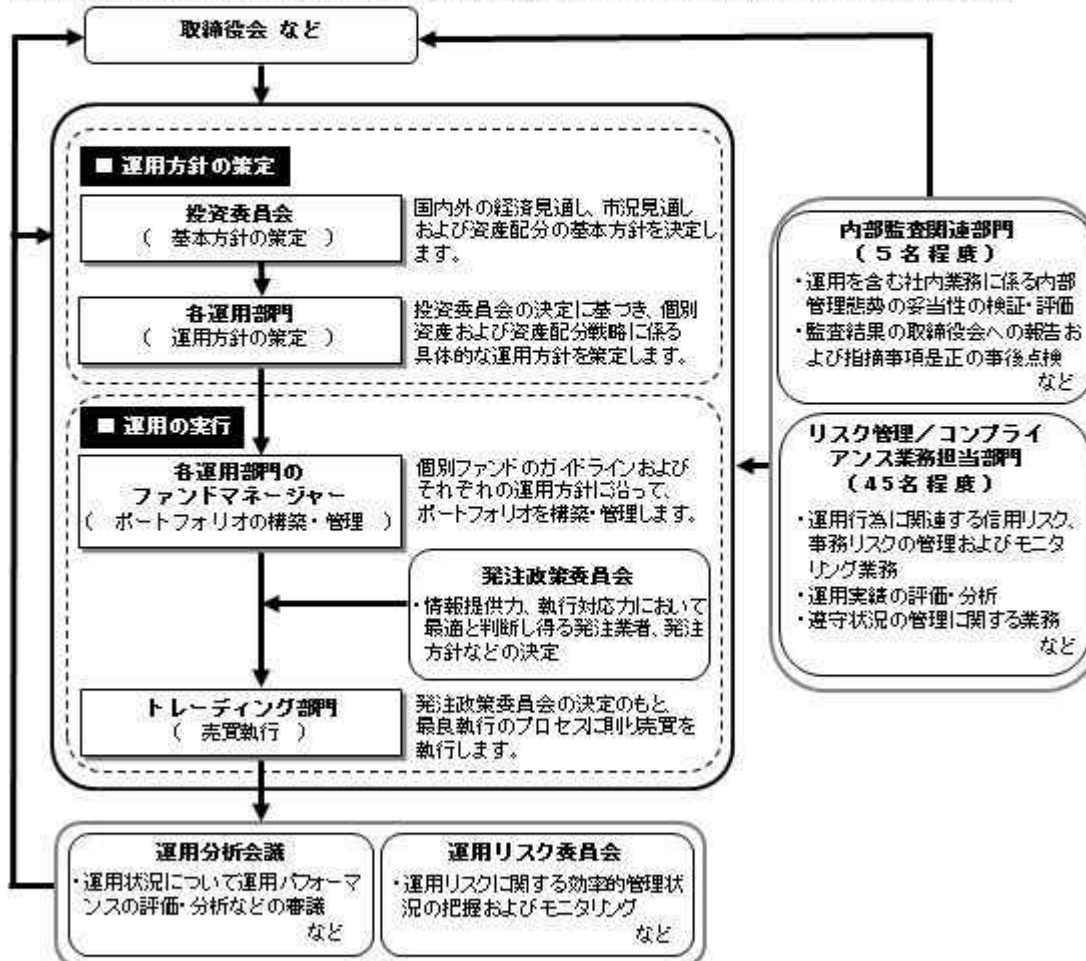 取締役会 など
■ 運用方針の策定
投資委員会
( 基本方針の策定 )
国内外の経済見通し、市況見通し
および資産配分の基本方針を決定し
ます。
各運用部門
( 運用方針の策定 )
投資委員会の決定に基づき、個別
資産および資産配分戦略に係る
具体的な運用方針を策定します。
■ 運用の実行
各運用部門の
ファンドマネージャー
( ポートフォリオの構築・管理 )
個別ファンドのガイドラインおよび
それぞれの運用方針に沿って、
ポートフォリオを構築・管理します。
発注政策委員会
・情報提供力、執行対応力において
最適と判断し得る発注業者、発注
方針などの決定
トレーディング部門
( 売買執行 )
発注政策委員会の決定のもと
最良執行のプロセスに則り売買を
執行します。
運用分析会議
・運用状況について運用パフォーマ
ンスの評価・分析などの審議
など
運用リスク委員会
・運用リスクに関する効率的管理状
況の把握およびモニタリング
など
内部監査関連部門
(5名程度)
・運用を含む社内業務に係る内部
管理態勢の妥当性の検証・評価
・監査結果の取締役会への報告お
よび指摘事項是正の事後点検
など
リスク管理/コンプライ
アンス業務担当部門
(45名程度)
・運用行為に関連する信用リスク、
事務リスクの管理およびモニタ
リング業務
・運用実績の評価・分析
・遵守状況の管理に関する業務
など